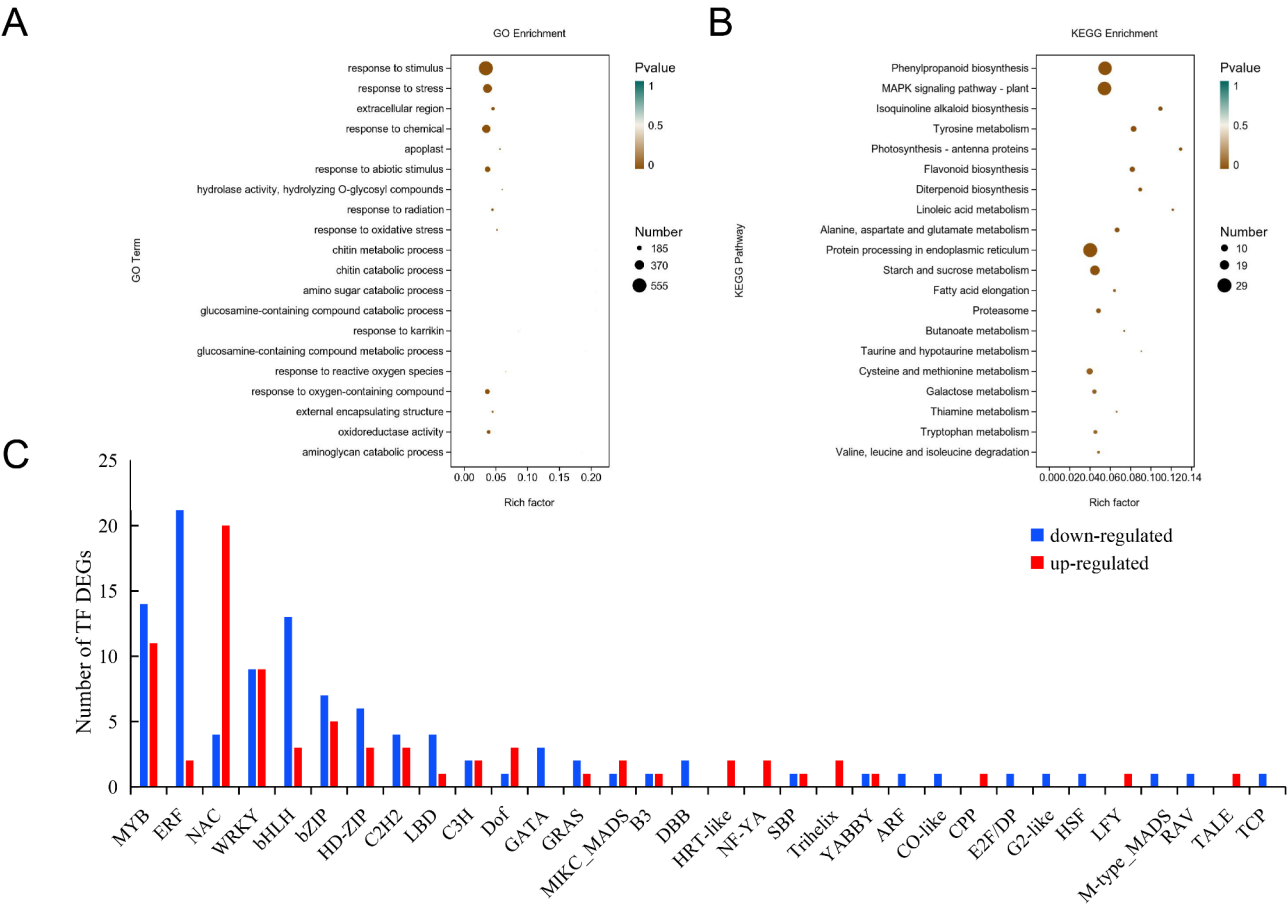 A
GO Enrichment
GO Term
response to stimulus
response to stress
extracellular region
response to chemical
apoplast
response to abiotic stimulus
hydrolase activity, hydrolyzing O-glycosyl compounds
response to radiation
response to oxidative stress
chitin metabolic process
chitin catabolic process
amino sugar catabolic process
glucosamine-containing compound catabolic process
response to karrikin
glucosamine-containing compound metabolic process
response to reactive oxygen species
response to oxygen-containing compound
external encapsulating structure
oxidoreductase activity
aminoglycan catabolic process
0.00 0.05 0.10 0.15 0.20
Rich factor
Pvalue
1
0.5
0
Number
185
370
555
B
KEGG Enrichment
KEGG Pathway
Phenylpropanoid biosynthesis
MAPK signaling pathway - plant
Isoquinoline alkaloid biosynthesis
Tyrosine metabolism
Photosynthesis - antenna proteins
Flavonoid biosynthesis
Diterpenoid biosynthesis
Linoleic acid metabolism
Alanine, aspartate and glutamate metabolism
Protein processing in endoplasmic reticulum
Starch and sucrose metabolism
Fatty acid elongation
Proteasome
Butanoate metabolism
Taurine and hypotaurine metabolism
Cysteine and methionine metabolism
Galactose metabolism
Thiamine metabolism
Tryptophan metabolism
Valine, leucine and isoleucine degradation
0.000.020.040.060.080.100.120.14
Rich factor
Pvalue
1
0.5
0
Number
10
19
29
C
Number of TF DEGs
25
20
15
10
5
0
down-regulated
up-regulated
MYB
ERF
NAC
WRKY
bHLH
bZIP
HD-ZIP
C2H2
LBD
C3H
Dof
GATA
GRAS
MIKC_MADS
B3
DBB
HRT-like
NF-YA
SBP
Trihelix
YABBY
ARF
CO-like
CPP
E2F/DP
G2-like
HSF
LFY
M-type_MADS
RAV
TALE
TCP